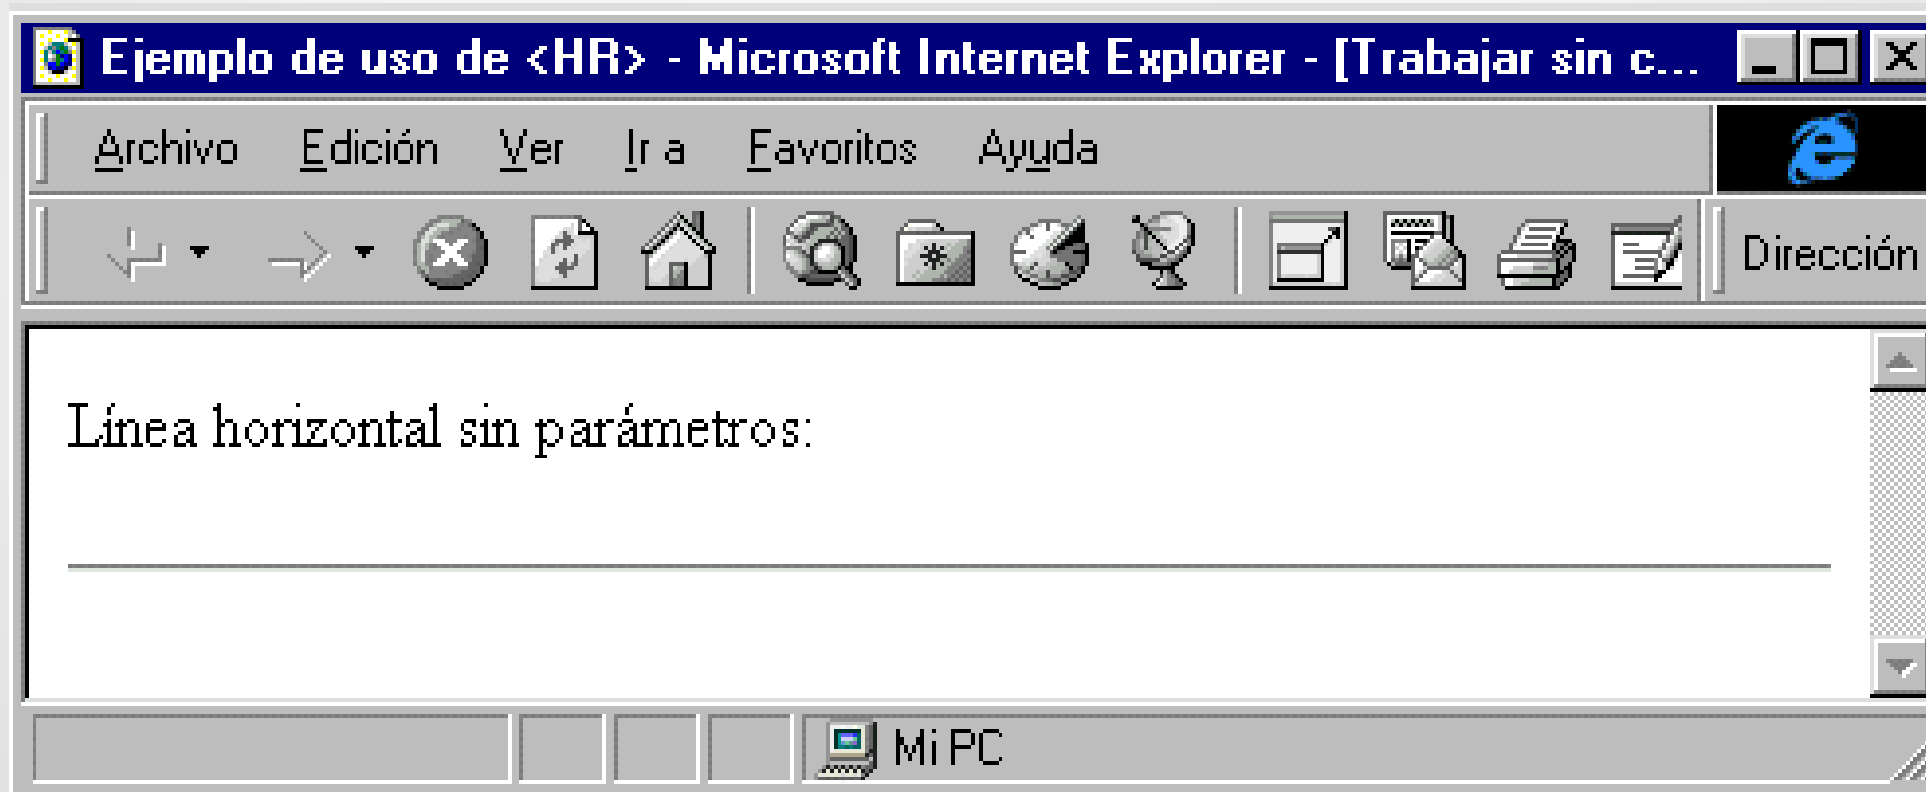 Ejemplo de uso de <HR> - Microsoft Internet Explorer - [Trabajar sin c...
Archivo Edición Ver Ir a Favoritos Ayuda
Dirección
Línea horizontal sin parámetros:
Mi PC